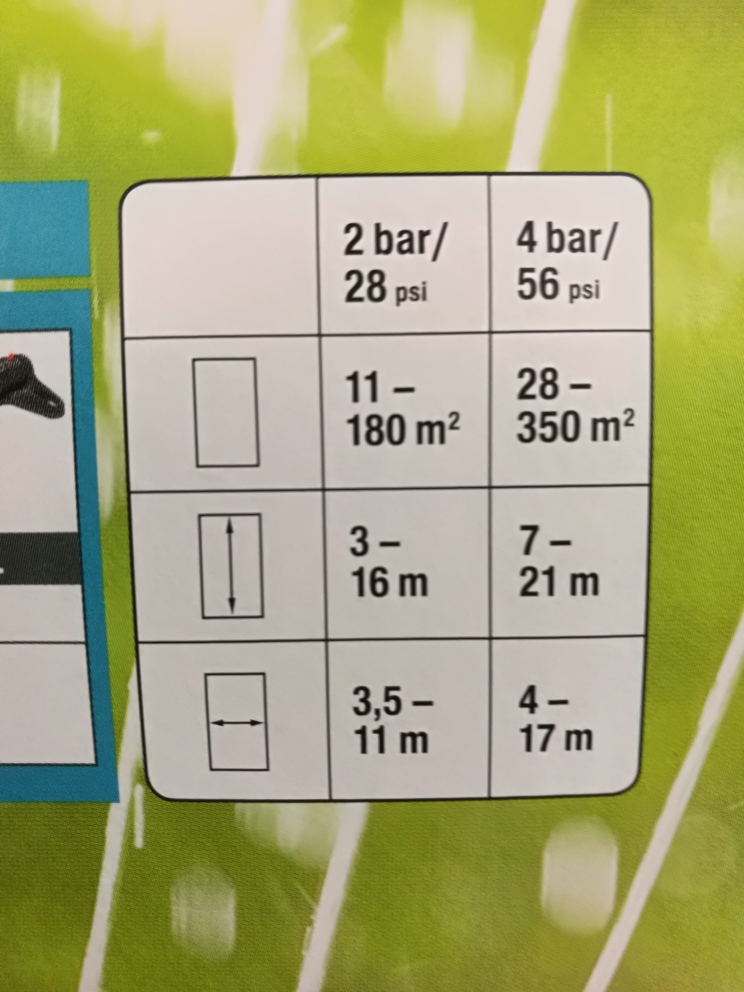 2 bar/
28 psi
4 bar/
56 psi
11 –
180 m²
28 –
350 m²
3 –
16 m
7 –
21 m
3,5 –
11 m
4 –
17 m